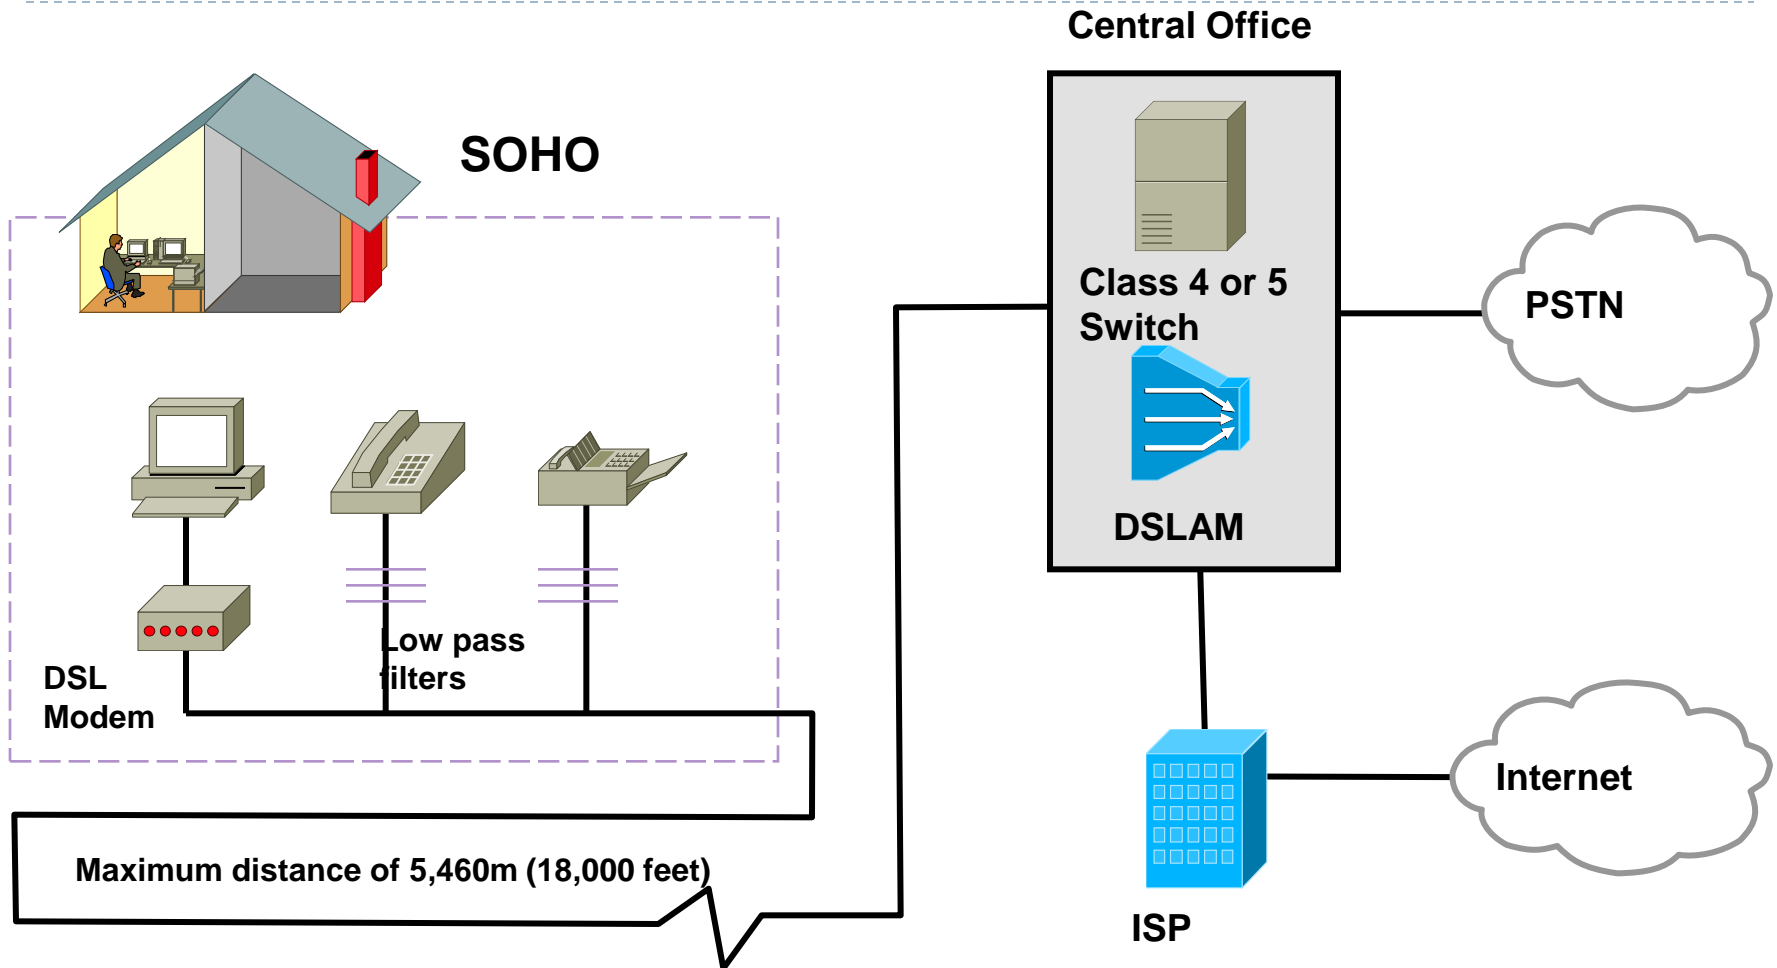 Central Office
SOHO
Class 4 or 5
Switch
PSTN
DSLAM
Low pass
filters
DSL
Modem
Internet
Maximum distance of 5,460m (18,000 feet)
ISP